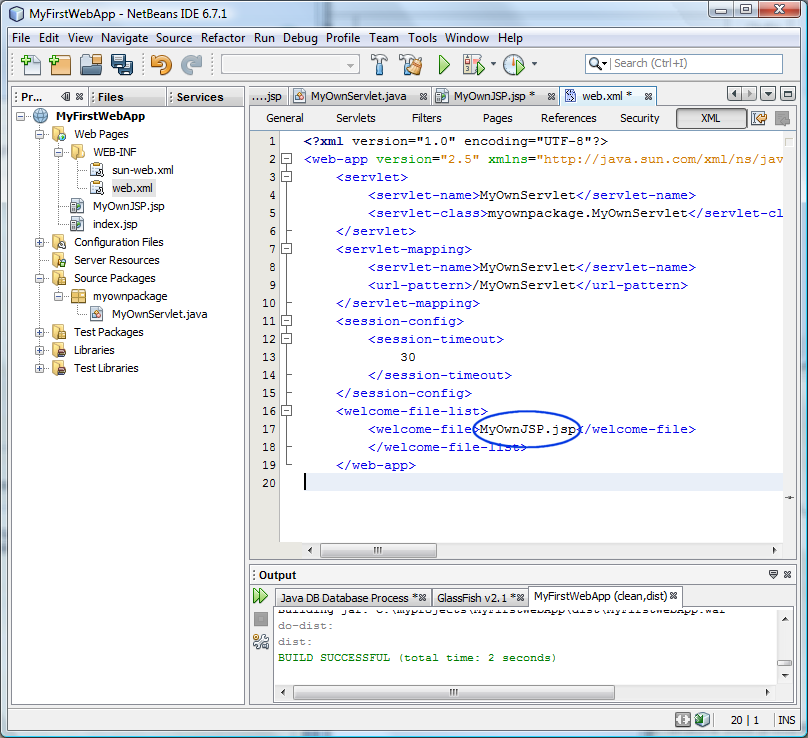 MyFirstWebApp - NetBeans IDE 6.7.1
File Edit View Navigate Source Refactor Run Debug Profile Team Tools Window Help
Search (Ctrl+I)
Pr... Files Services
MyFirstWebApp
Web Pages
WEB-INF
sun-web.xml
web.xml
MyOwnJSP.jsp
index.jsp
Configuration Files
Server Resources
Source Packages
myownpackage
MyOwnServlet.java
Test Packages
Libraries
Test Libraries
....jsp MyOwnServlet.java MyOwnJSP.jsp * web.xml *
General Servlets Filters Pages References Security XML
1 <?xml version="1.0" encoding="UTF-8"?>
2 <web-app version="2.5" xmlns="http://java.sun.com/xml/ns/jav
3 <servlet>
4 <servlet-name>MyOwnServlet</servlet-name>
5 <servlet-class>myownpackage.MyOwnServlet</servlet-cl
6 </servlet>
7 <servlet-mapping>
8 <servlet-name>MyOwnServlet</servlet-name>
9 <url-pattern>/MyOwnServlet</url-pattern>
10 </servlet-mapping>
11 <session-config>
12 <session-timeout>
13 30
14 </session-timeout>
15 </session-config>
16 <welcome-file-list>
17 <welcome-file>MyOwnJSP.jsp</welcome-file>
18 </welcome-file-list>
19 </web-app>
20
Output
Java DB Database Process * GlassFish v2.1 * MyFirstWebApp (clean,dist)
Building jar: C:\myprojects\MyFirstWebApp\dist\MyFirstWebApp.war
do-dist:
dist:
BUILD SUCCESSFUL (total time: 2 seconds)
20 | 1 INS